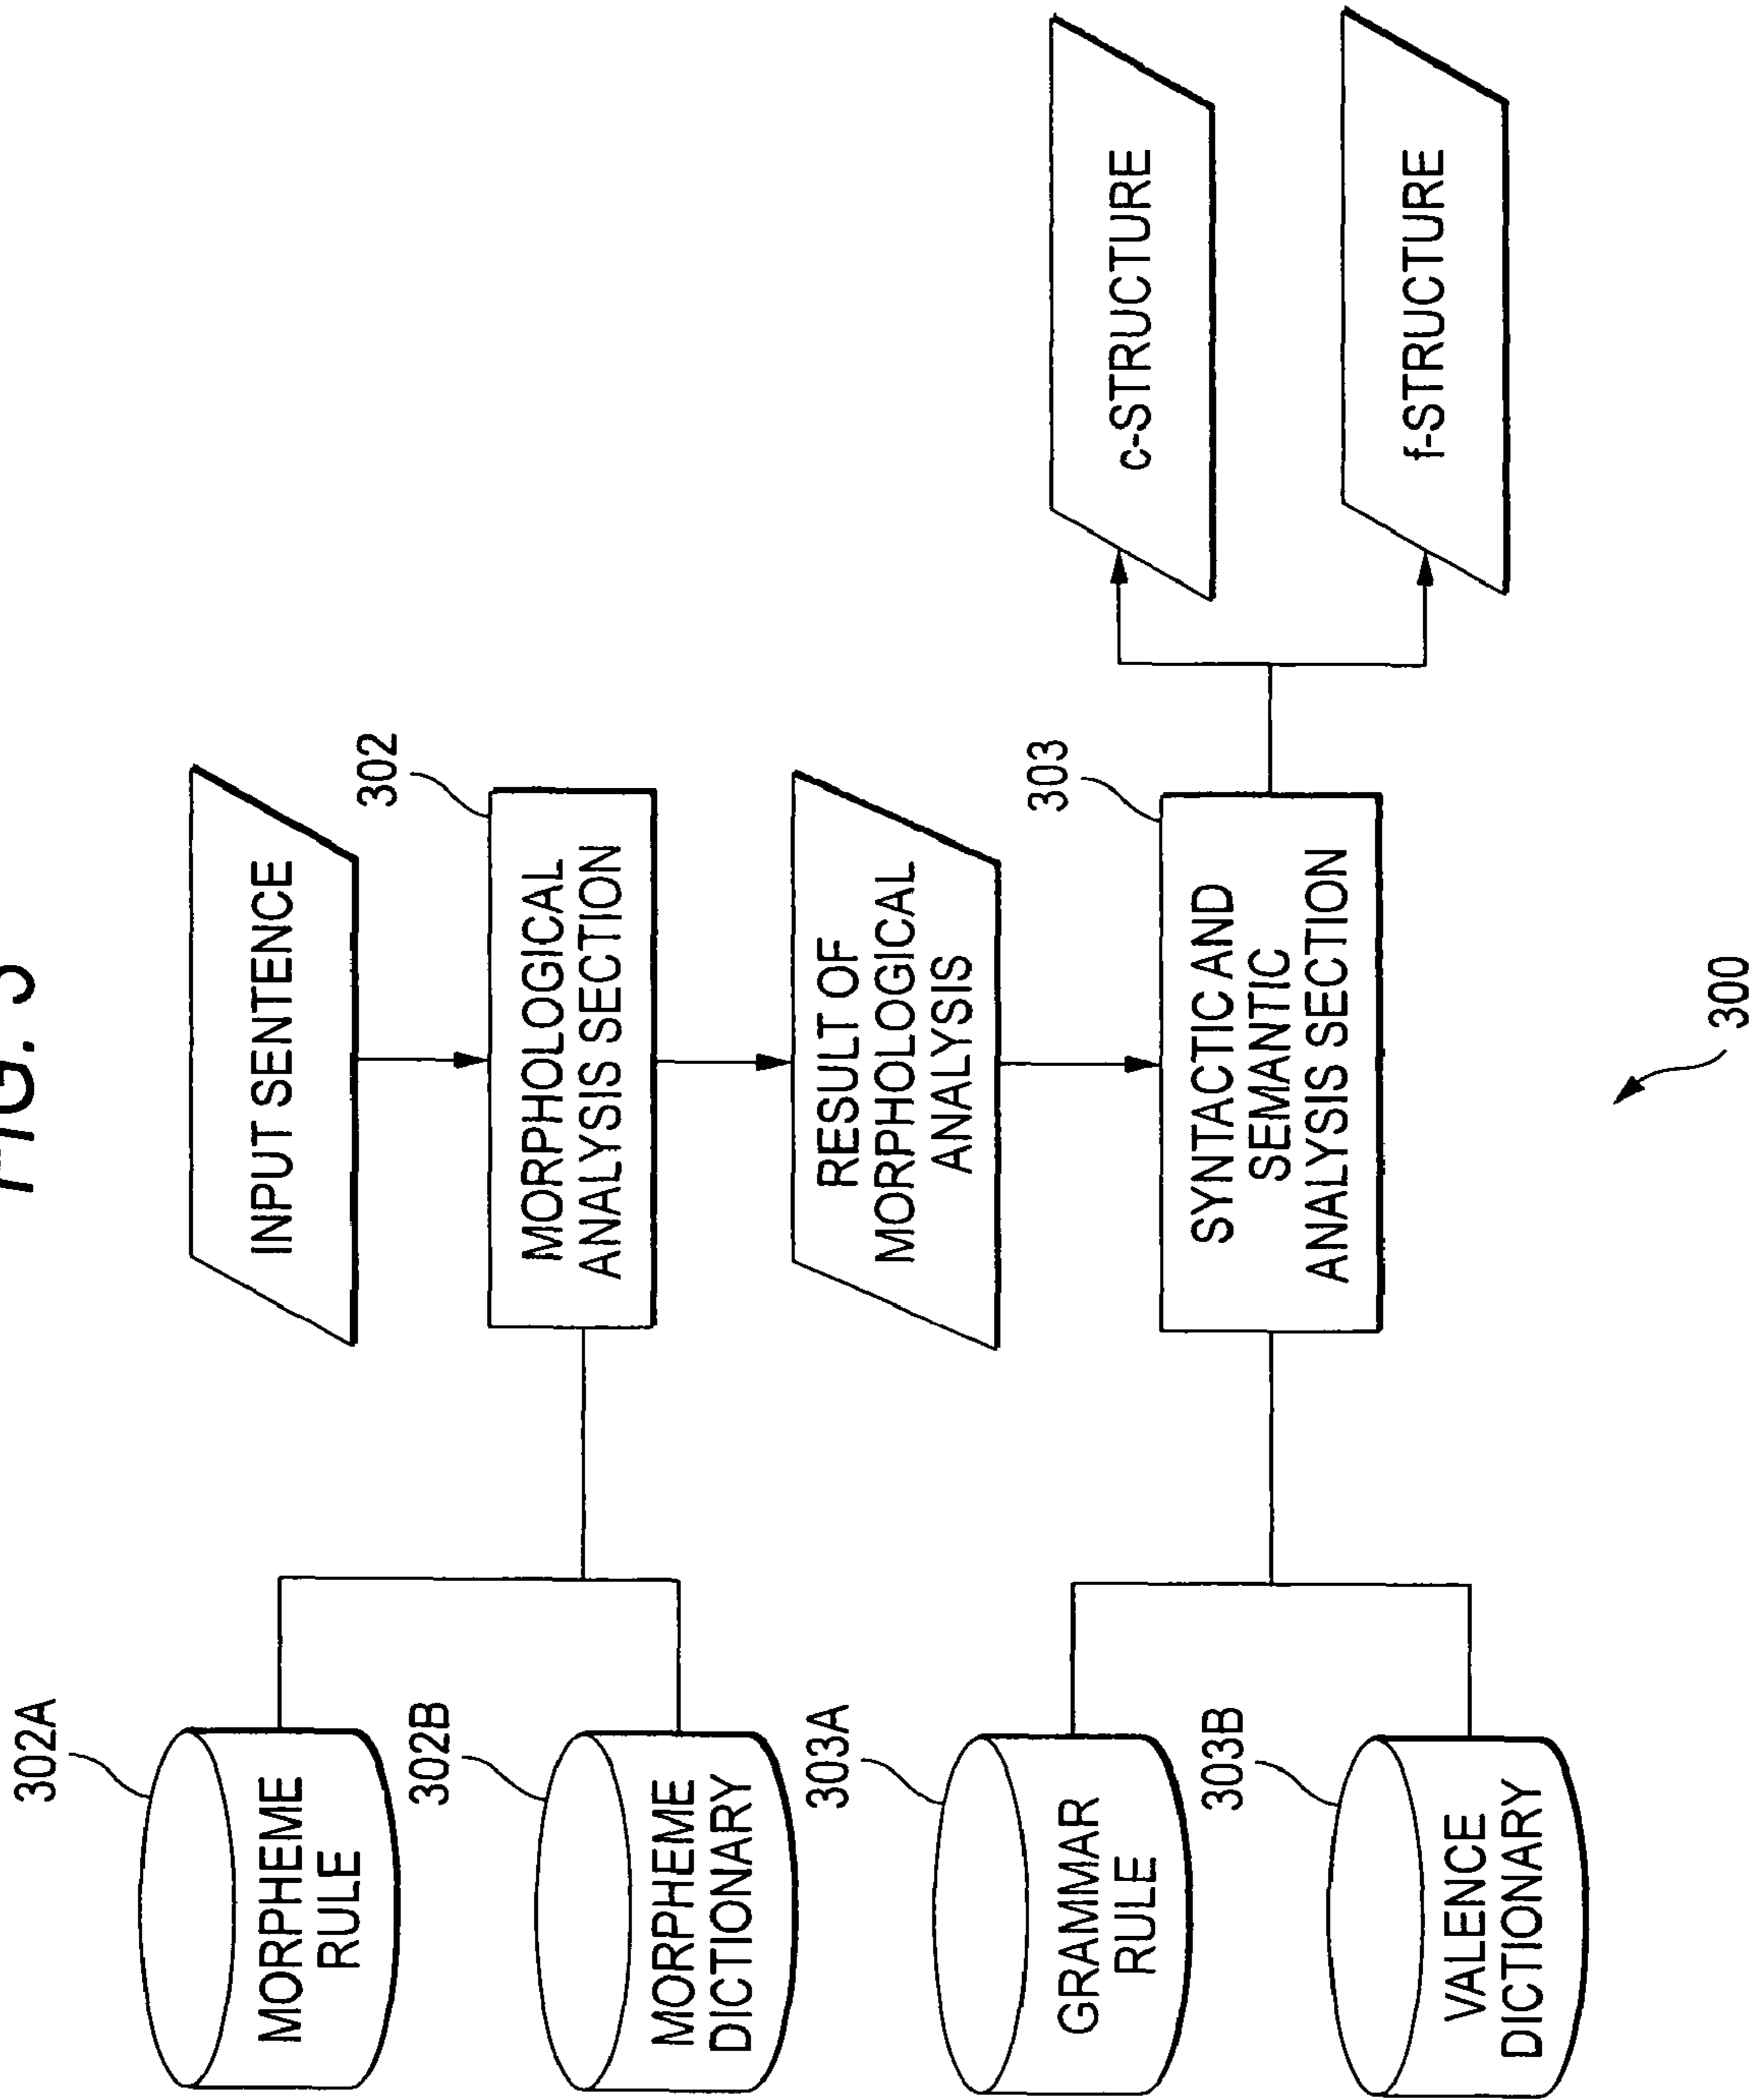 FIG. 3
302A
MORPHEME
RULE
302B
MORPHEME
DICTIONARY
303A
GRAMMAR
RULE
303B
VALENCE
DICTIONARY
INPUT SENTENCE
302
MORPHOLOGICAL
ANALYSIS SECTION
RESULT OF
MORPHOLOGICAL
ANALYSIS
303
SYNTACTIC AND
SEMANTIC
ANALYSIS SECTION
c-STRUCTURE
f-STRUCTURE
300